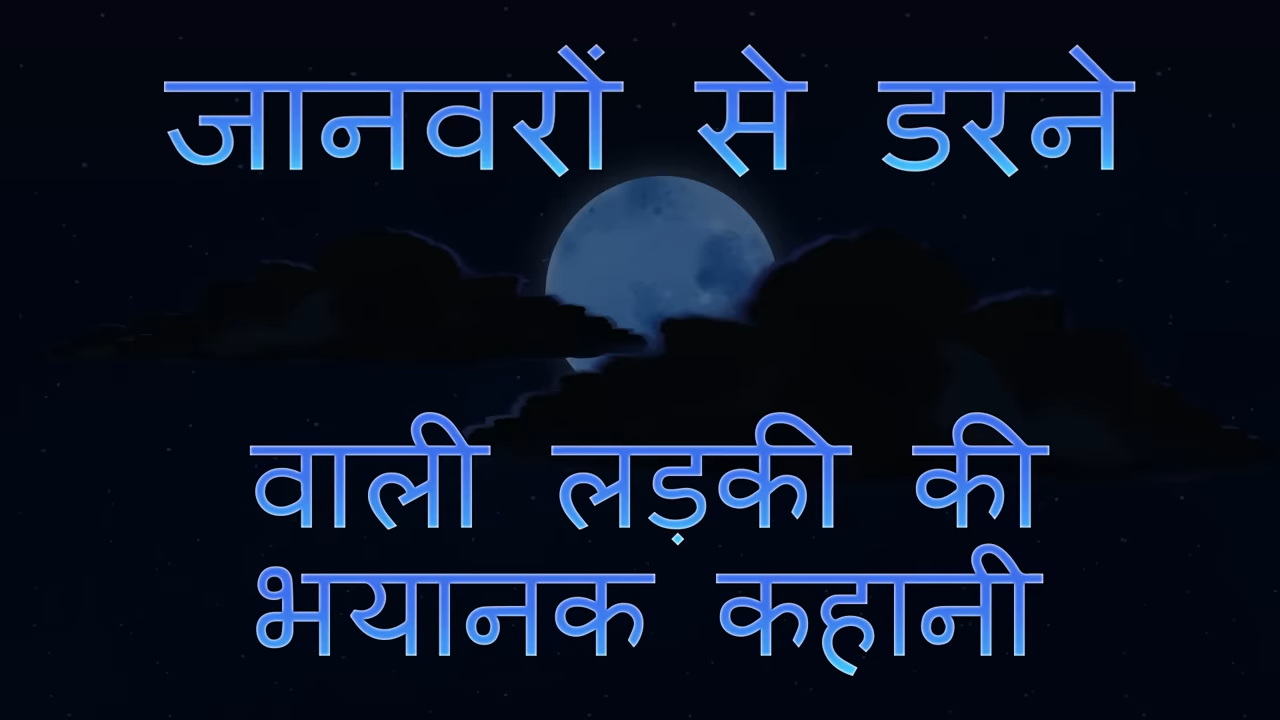 जानवरों से डरने
वाली लड़की की
भयानक कहानी